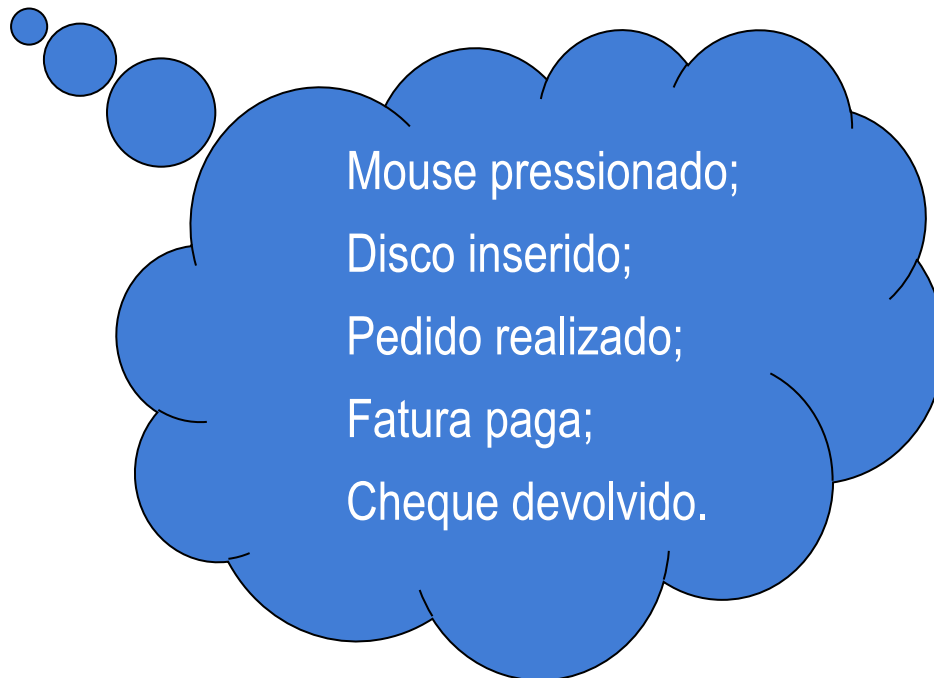 Mouse pressionado;
Disco inserido;
Pedido realizado;
Fatura paga;
Cheque devolvido.